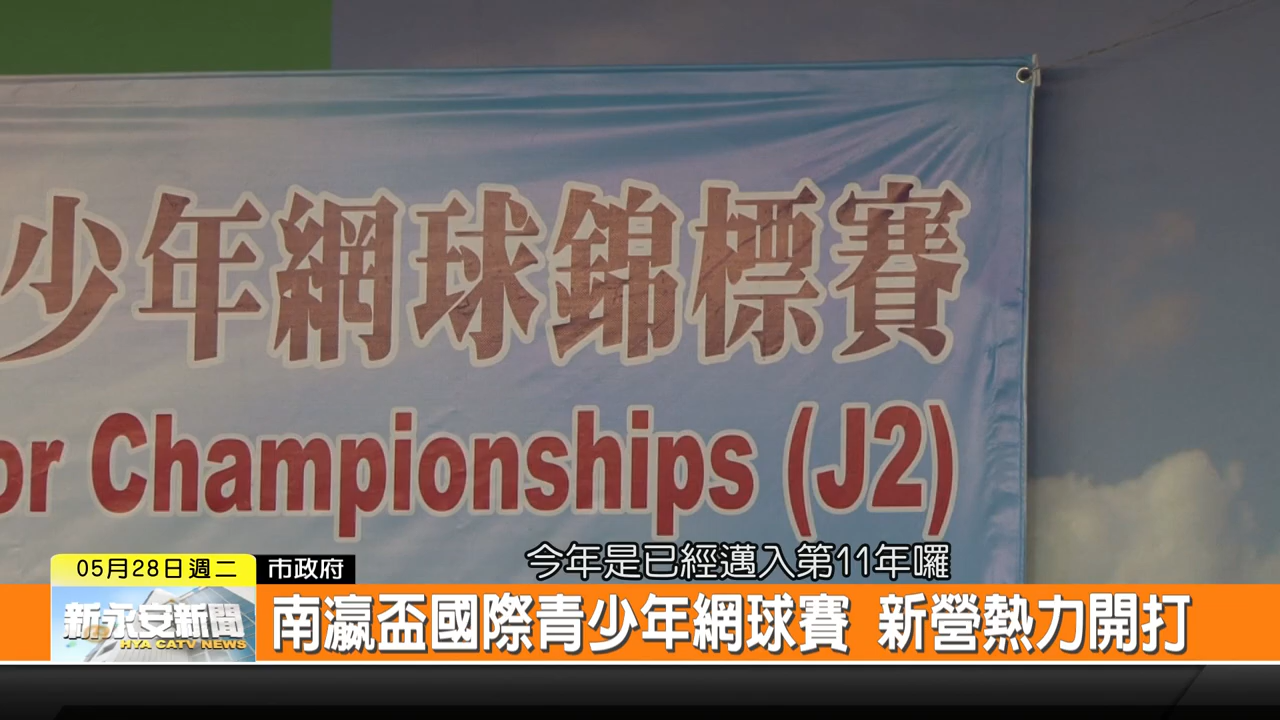 少年網球錦標賽
or Championships (J2)
今年是已經邁入第11年囉
05月28日週二
市政府
新永安新聞
HYA CATV NEWS
南瀛盃國際青少年網球賽 新營熱力開打